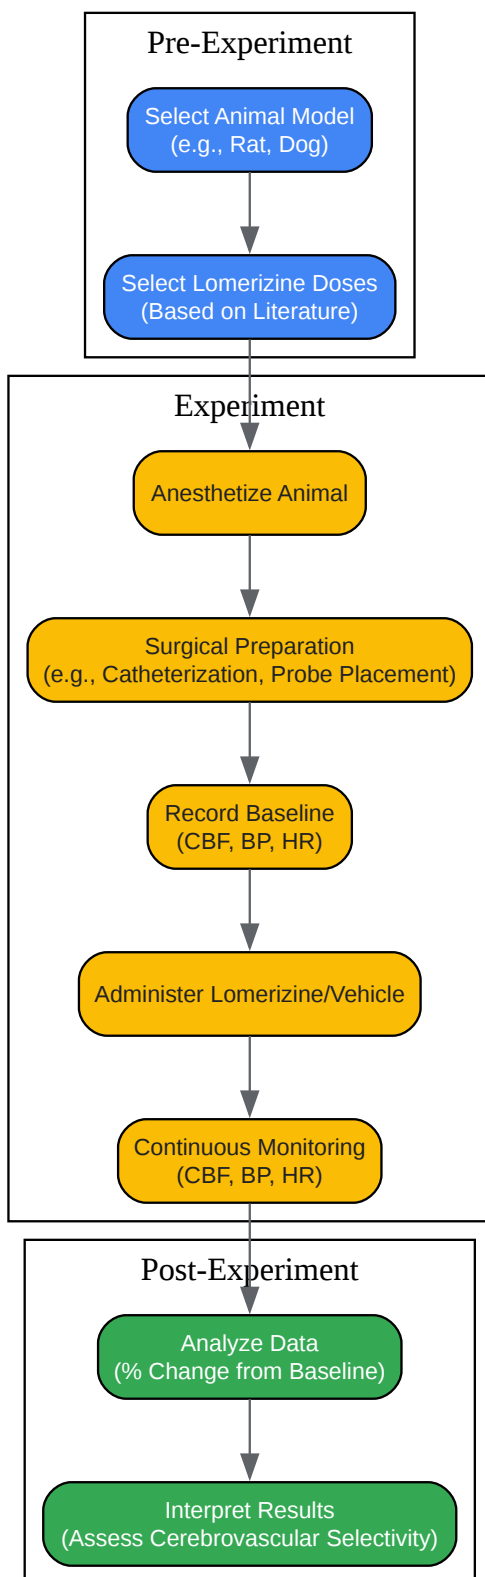 Pre-Experiment
Select Animal Model
(e.g., Rat, Dog)
Select Lomerizine Doses
(Based on Literature)
Experiment
Anesthetize Animal
Surgical Preparation
(e.g., Catheterization, Probe Placement)
Record Baseline
(CBF, BP, HR)
Administer Lomerizine/Vehicle
Continuous Monitoring
(CBF, BP, HR)
Post-Experiment
Analyze Data
(% Change from Baseline)
Interpret Results
(Assess Cerebrovascular Selectivity)